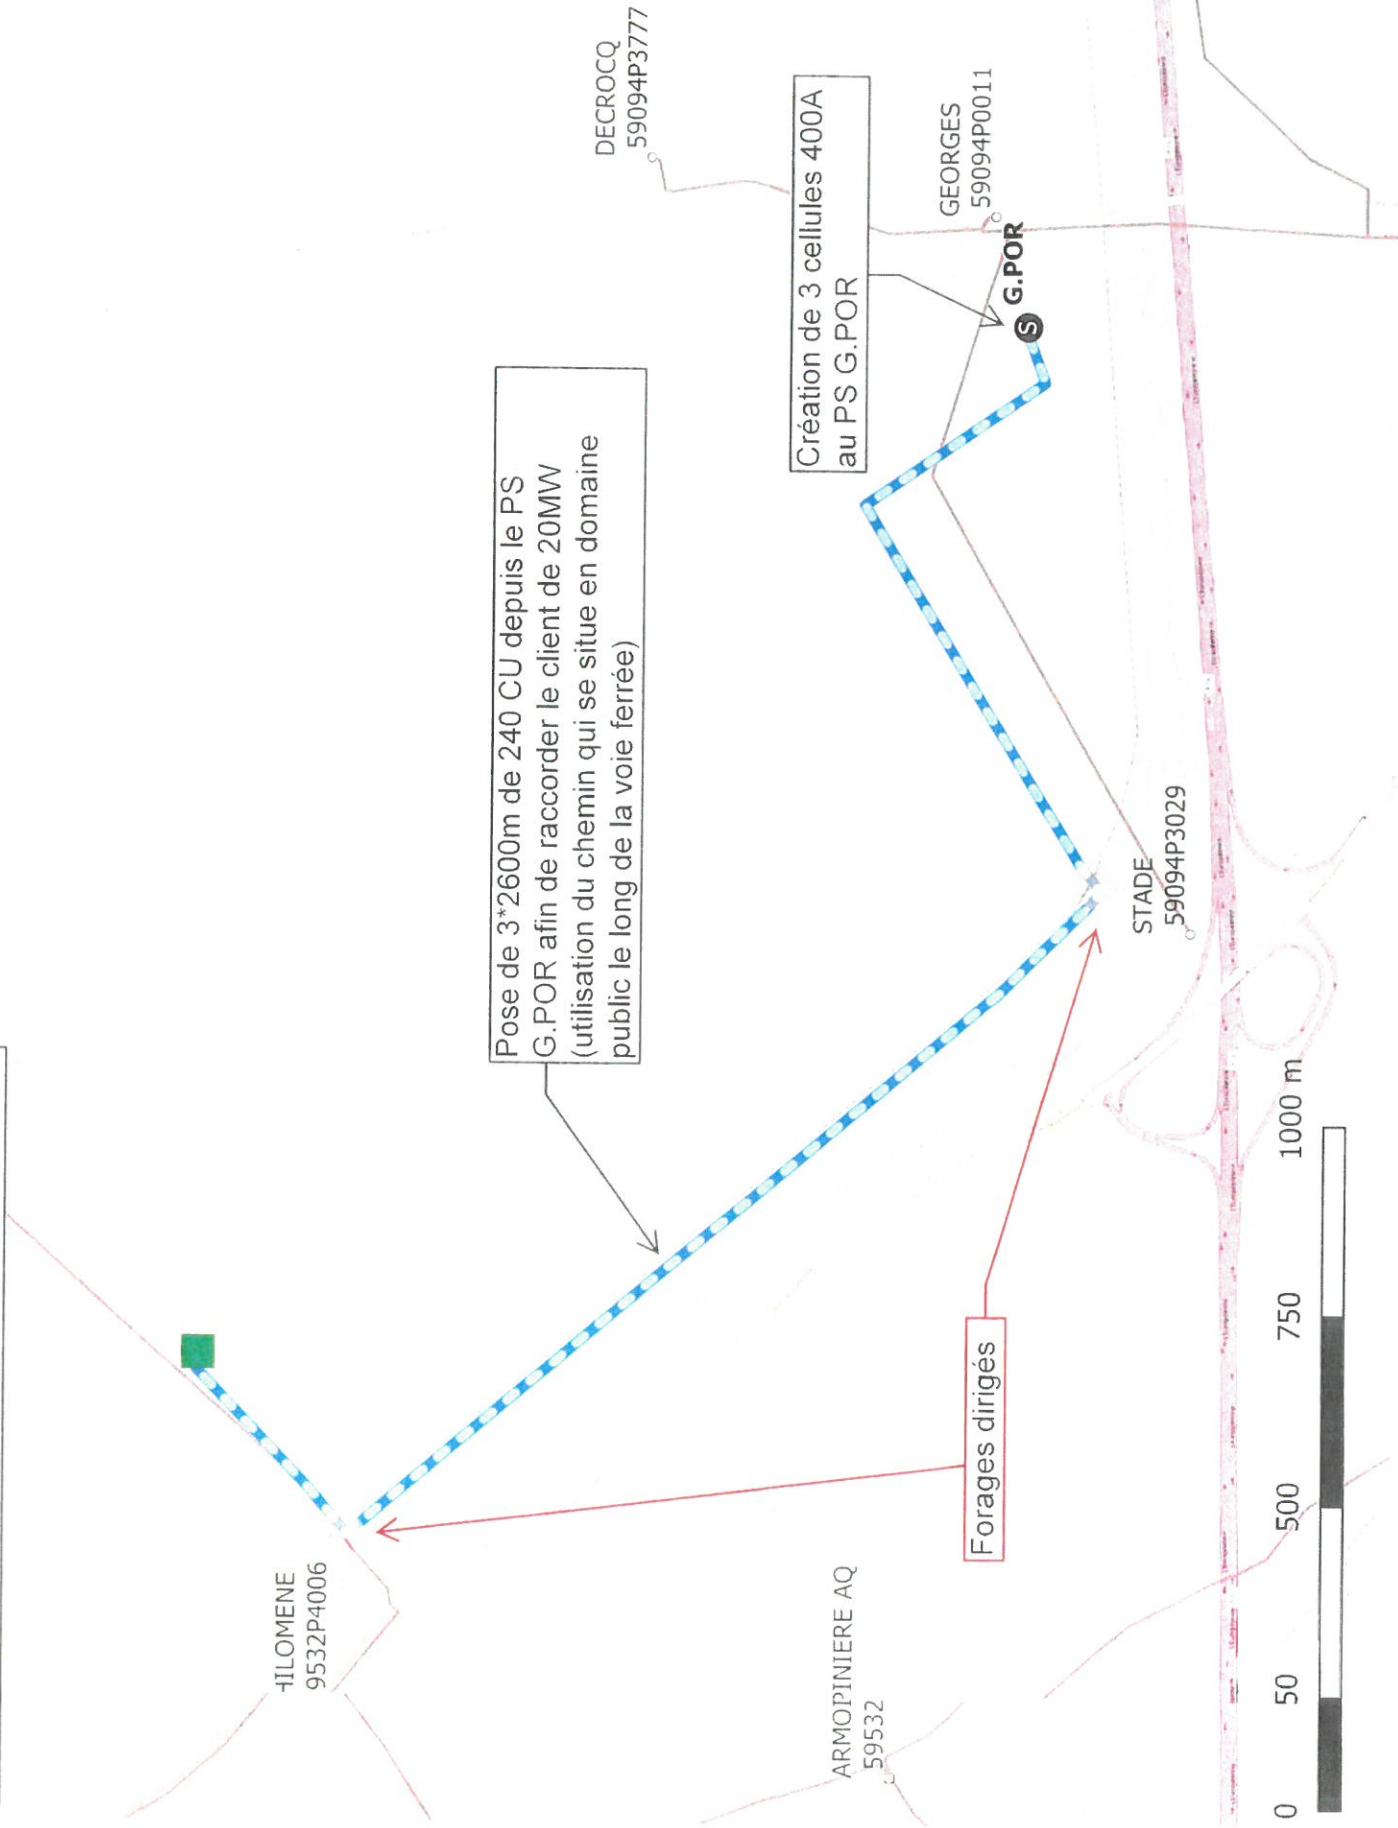 DECROCQ
59094P3777
Création de 3 cellules 400A
au PS G.POR
GEORGES
59094P0011
G.POR
S
Pose de 3*2600m de 240 CU depuis le PS
G.POR afin de raccorder le client de 20MW
(utilisation du chemin qui se situe en domaine
public le long de la voie ferrée)
STADE
59094P3029
Forages dirigés
HILOMENE
9532P4006
ARMOPINIERE AQ
59532
0 50 500 750 1000 m